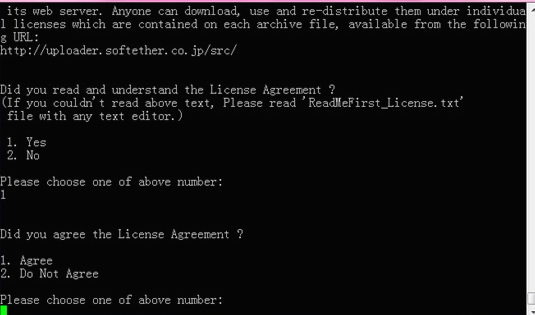 its web server. Anyone can download, use and re-distribute them under individua
l licenses which are contained on each archive file, available from the followin
g URL:
http://uploader.softether.co.jp/src/
Did you read and understand the License Agreement ?
(If you couldn't read above text, Please read 'ReadMeFirst_License.txt'
file with any text editor.)
1. Yes
2. No
Please choose one of above number:
1
Did you agree the License Agreement ?
1. Agree
2. Do Not Agree
Please choose one of above number: